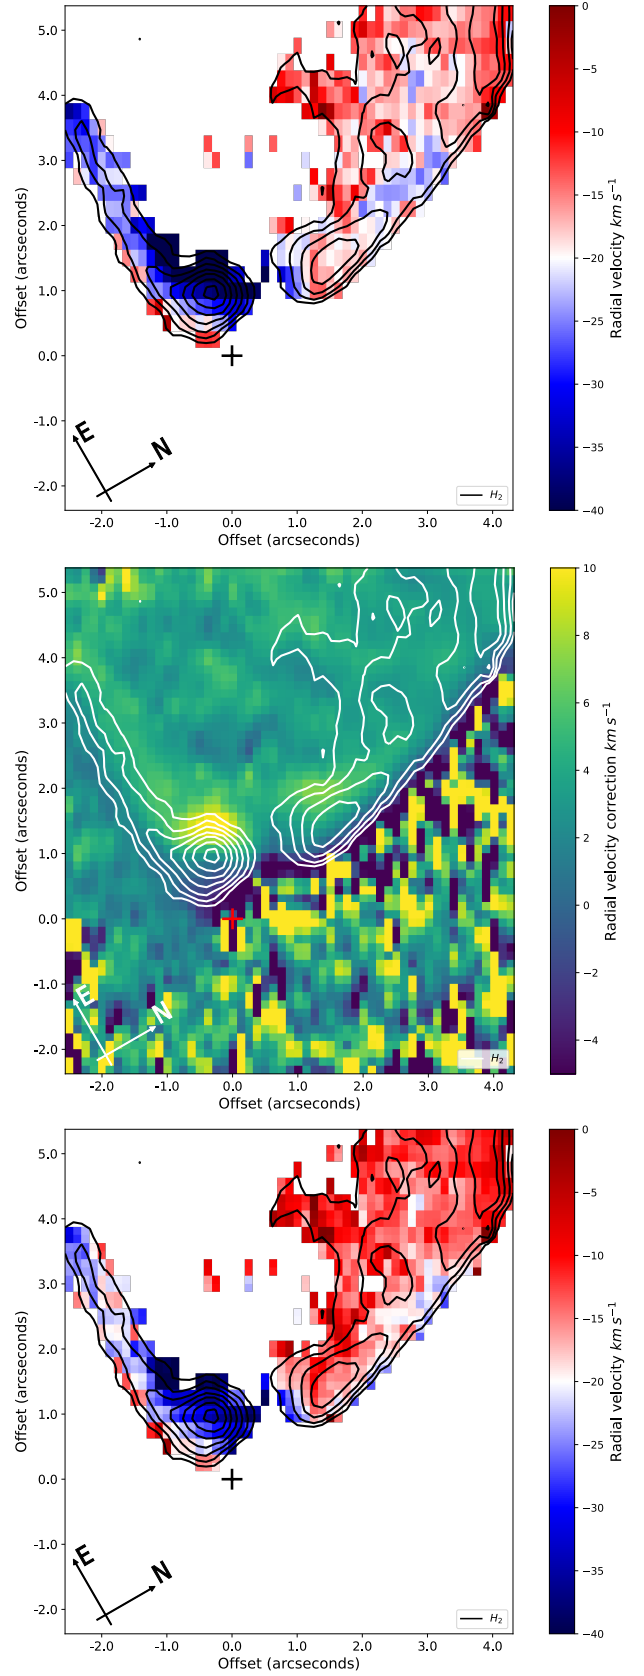 5.0
4.0
3.0
2.0
1.0
0.0
-1.0
-2.0
Offset (arcseconds)
E
N
H₂
-2.0 -1.0 0.0 1.0 2.0 3.0 4.0
Offset (arcseconds)
0
−5
−10
−15
−20
−25
−30
−35
−40
Radial velocity km s⁻¹
5.0
4.0
3.0
2.0
1.0
0.0
-1.0
-2.0
Offset (arcseconds)
E
N
H₂
-2.0 -1.0 0.0 1.0 2.0 3.0 4.0
Offset (arcseconds)
10
8
6
4
2
0
−2
−4
Radial velocity correction km s⁻¹
5.0
4.0
3.0
2.0
1.0
0.0
-1.0
-2.0
Offset (arcseconds)
E
N
H₂
-2.0 -1.0 0.0 1.0 2.0 3.0 4.0
Offset (arcseconds)
0
−5
−10
−15
−20
−25
−30
−35
−40
Radial velocity km s⁻¹